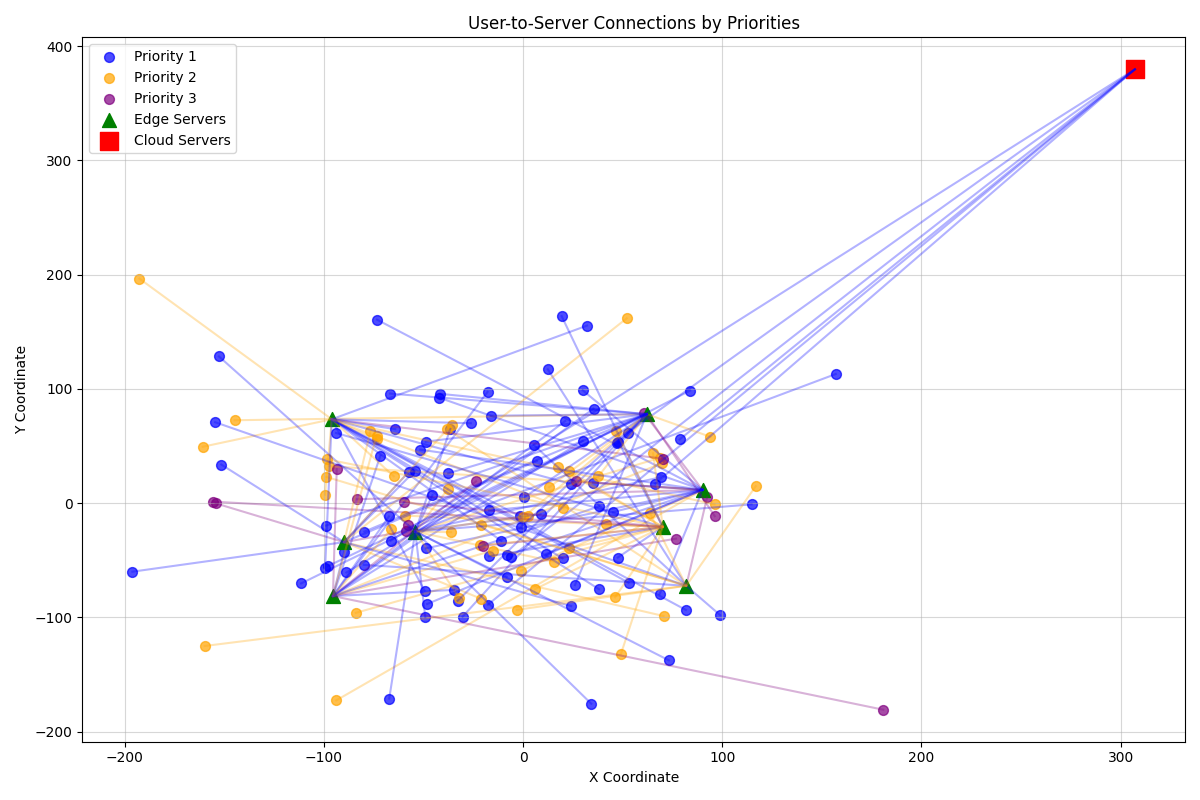 User-to-Server Connections by Priorities
Priority 1
Priority 2
Priority 3
Edge Servers
Cloud Servers
Y Coordinate
400
300
200
100
0
−100
−200
−200
−100
0
100
200
300
X Coordinate